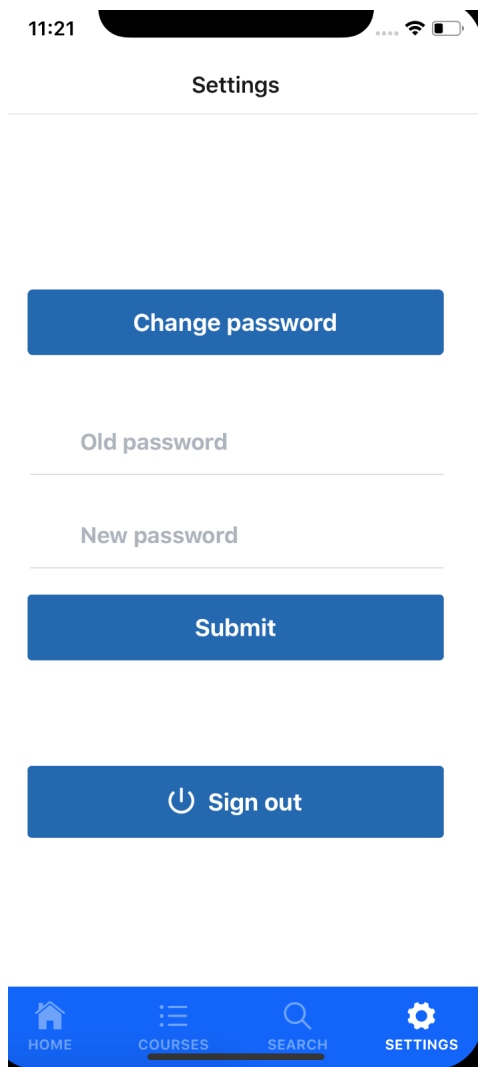 11:21
Settings
Change password
Old password
New password
Submit
Sign out
HOME COURSES SEARCH SETTINGS